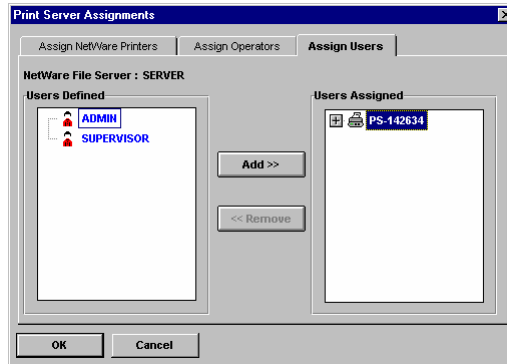 Print Server Assignments
Assign NetWare Printers
Assign Operators
Assign Users
NetWare File Server : SERVER
Users Defined
ADMIN
SUPERVISOR
Add >>
<< Remove
Users Assigned
PS-142634
OK
Cancel